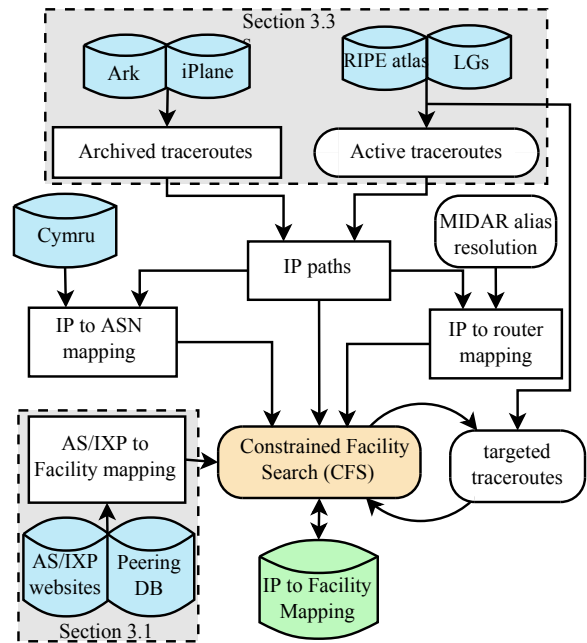 Section 3.3
s
Ark
iPlane
RIPE atlas
LGs
Archived traceroutes
Active traceroutes
Cymru
MIDAR alias
resolution
IP paths
IP to ASN
mapping
IP to router
mapping
AS/IXP to
Facility mapping
Constrained Facility
Search (CFS)
targeted
traceroutes
AS/IXP
websites
Peering
DB
IP to Facility
Mapping
Section 3.1